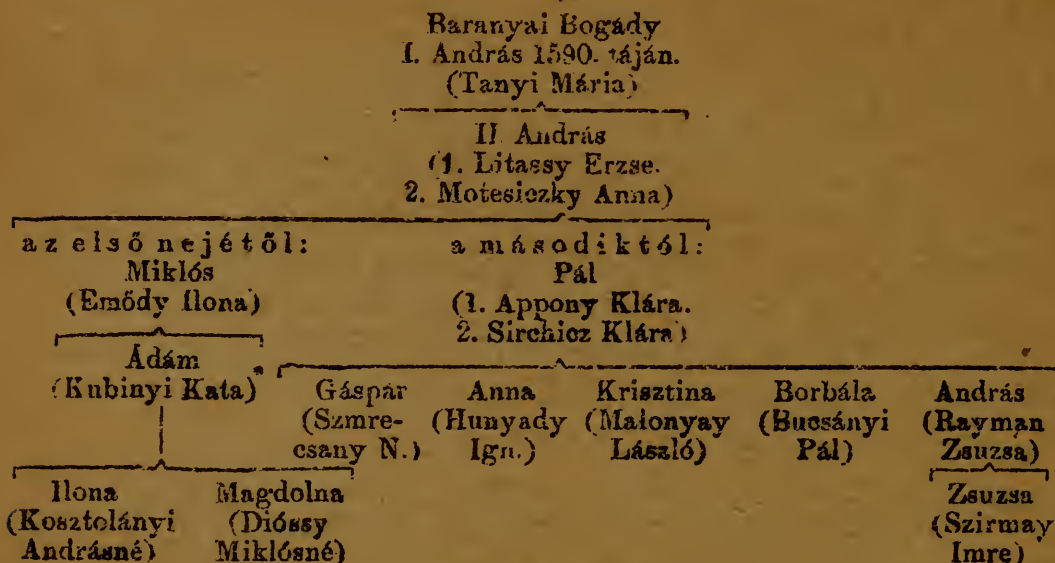 Baranyai Bogády
I. András 1590. táján.
(Tanyi Mária)
II. András
(1. Litassy Erzse.
2. Motesiczky Anna)
az első nejétől: a másodiktól:
Miklós Pál
(Emődy Ilona) (1. Appony Klára.
2. Sirchicz Klára)
Ádám
(Kubinyi Kata) Gáspár Anna Krisztina Borbála András
(Szmre- (Hunyady (Malonyay (Bucsányi (Rayman
csany N.) Ign.) László) Pál) Zsuzsa)
Ilona Magdolna Zsuzsa
(Kosztolányi (Dióssy (Szirmay
Andrásné) Miklósné) Imre)